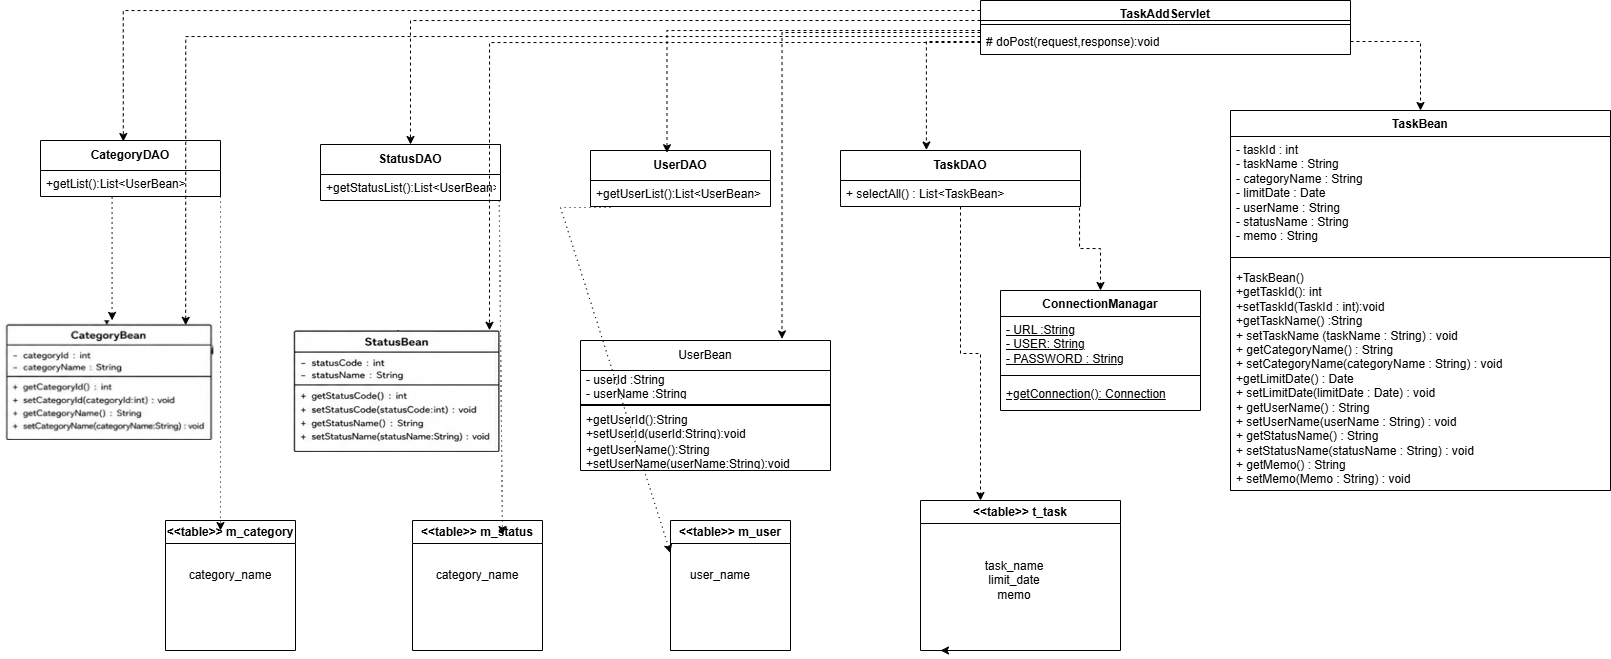 TaskAddServlet
# doPost(request,response):void
CategoryDAO
+getList():List<UserBean>
StatusDAO
+getStatusList():List<UserBean>
UserDAO
+getUserList():List<UserBean>
TaskDAO
+ selectAll() : List<TaskBean>
TaskBean
- taskId : int
- taskName : String
- categoryName : String
- limitDate : Date
- userName : String
- statusName : String
- memo : String
+TaskBean()
+getTaskId(): int
+setTaskId(TaskId : int):void
+getTaskName() :String
+ setTaskName (taskName : String) : void
+ getCategoryName() : String
+ setCategoryName(categoryName : String) : void
+getLimitDate() : Date
+ setLimitDate(limitDate : Date) : void
+ getUserName() : String
+ setUserName(userName : String) : void
+ getStatusName() : String
+ setStatusName(statusName : String) : void
+ getMemo() : String
+ setMemo(Memo : String) : void
ConnectionManagar
- URL :String
- USER: String
- PASSWORD : String
+getConnection(): Connection
CategoryBean
- categoryId : int
- categoryName : String
+ getCategoryId() : int
+ setCategoryId(categoryId:int) : void
+ getCategoryName() : String
+ setCategoryName(categoryName:String) : void
StatusBean
- statusCode : int
- statusName : String
+ getStatusCode() : int
+ setStatusCode(statusCode:int) : void
+ getStatusName() : String
+ setStatusName(statusName:String) : void
UserBean
- userId :String
- userName :String
+getUserId():String
+setUserId(userId:String):void
+getUserName():String
+setUserName(userName:String):void
<<table>> m_category
category_name
<<table>> m_status
category_name
<<table>> m_user
user_name
<<table>> t_task
task_name
limit_date
memo